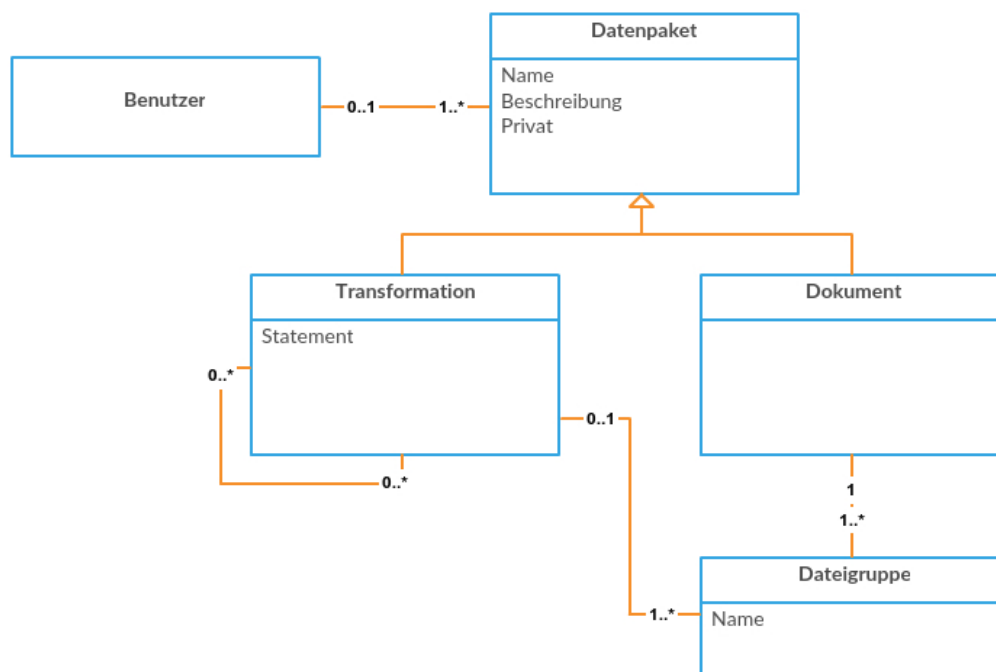 Datenpaket
Benutzer
Name
Beschreibung
Privat
0..1
1..*
Transformation
Dokument
Statement
0..*
0..1
0..*
1
1..*
Dateigruppe
1..*
Name